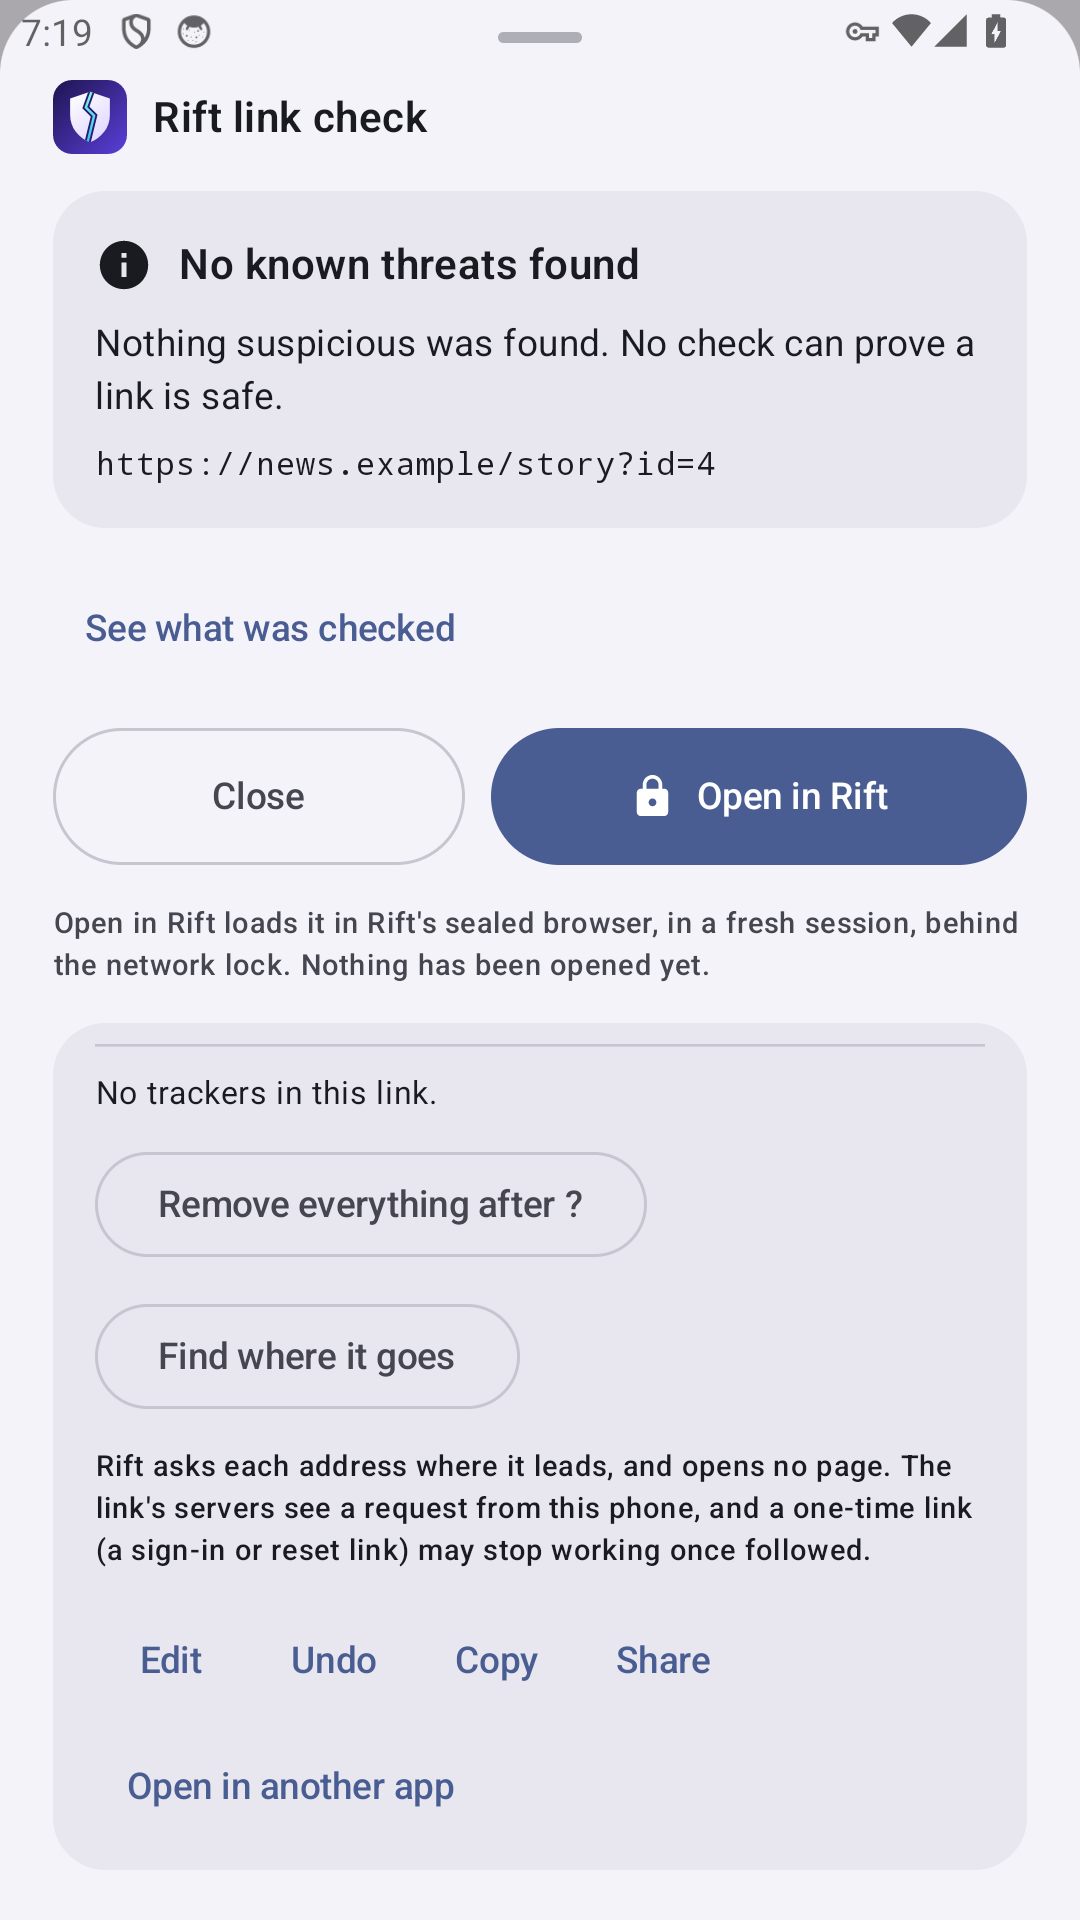 7:19
Rift link check
No known threats found
Nothing suspicious was found. No check can prove a
link is safe.
https://news.example/story?id=4
See what was checked
Close
Open in Rift
Open in Rift loads it in Rift's sealed browser, in a fresh session, behind
the network lock. Nothing has been opened yet.
No trackers in this link.
Remove everything after ?
Find where it goes
Rift asks each address where it leads, and opens no page. The
link's servers see a request from this phone, and a one-time link
(a sign-in or reset link) may stop working once followed.
Edit Undo Copy Share
Open in another app